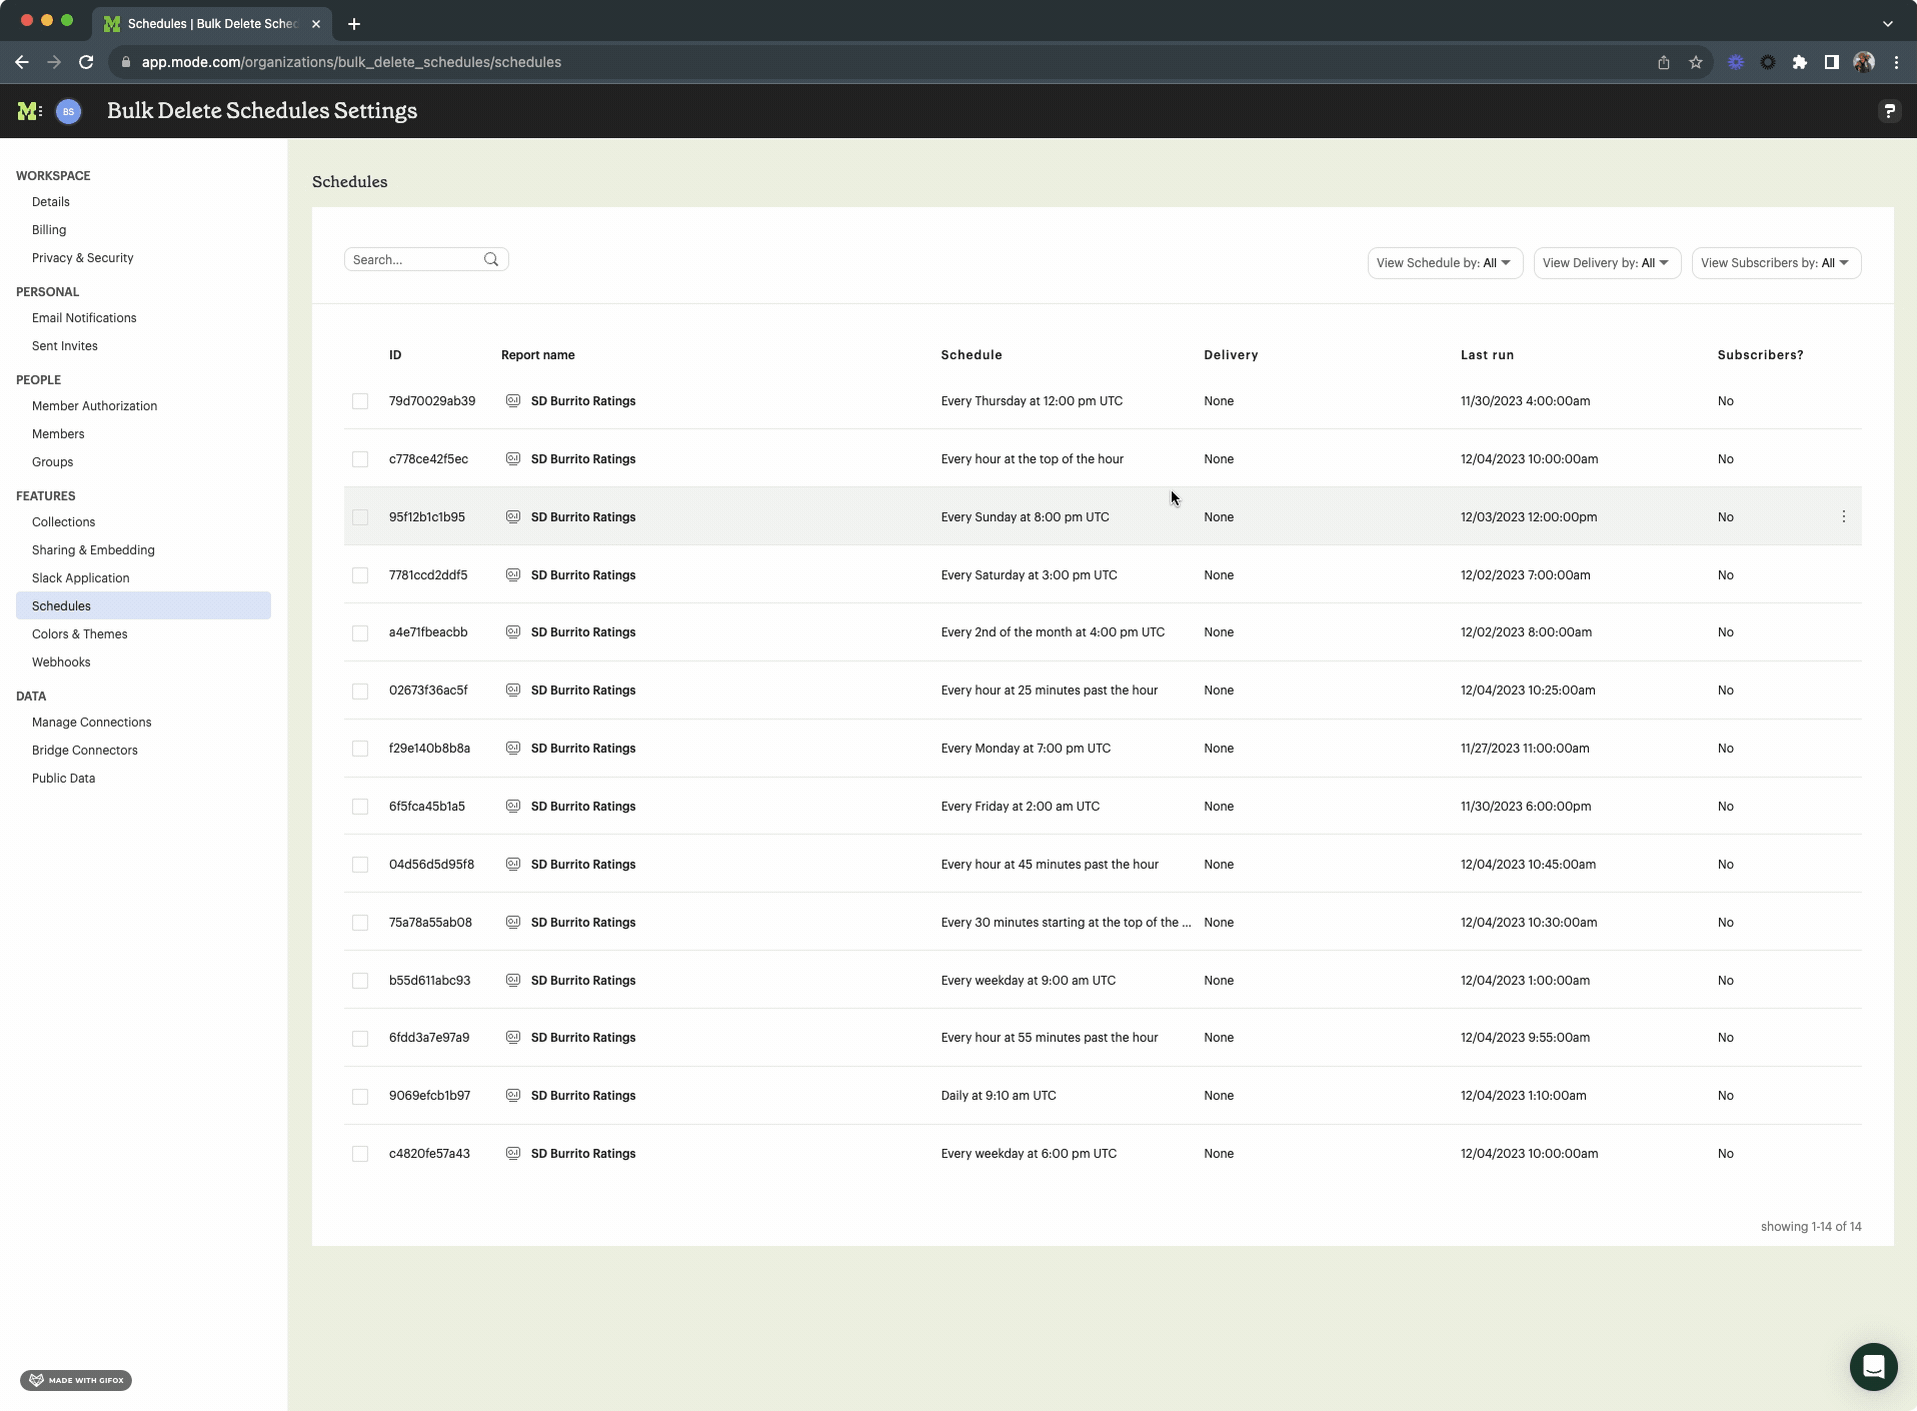 Schedules | Bulk Delete Sched
app.mode.com/organizations/bulk_delete_schedules/schedules
BS Bulk Delete Schedules Settings ?
WORKSPACE
Details
Billing
Privacy & Security
PERSONAL
Email Notifications
Sent Invites
PEOPLE
Member Authorization
Members
Groups
FEATURES
Collections
Sharing & Embedding
Slack Application
Schedules
Colors & Themes
Webhooks
DATA
Manage Connections
Bridge Connectors
Public Data
MADE WITH GIFOX
Schedules
Search... View Schedule by: All View Delivery by: All View Subscribers by: All
ID Report name Schedule Delivery Last run Subscribers?
79d70029ab39 SD Burrito Ratings Every Thursday at 12:00 pm UTC None 11/30/2023 4:00:00am No
c778ce42f5ec SD Burrito Ratings Every hour at the top of the hour None 12/04/2023 10:00:00am No
95f12b1c1b95 SD Burrito Ratings Every Sunday at 8:00 pm UTC None 12/03/2023 12:00:00pm No
7781ccd2ddf5 SD Burrito Ratings Every Saturday at 3:00 pm UTC None 12/02/2023 7:00:00am No
a4e71fbeacbb SD Burrito Ratings Every 2nd of the month at 4:00 pm UTC None 12/02/2023 8:00:00am No
02673f36ac5f SD Burrito Ratings Every hour at 25 minutes past the hour None 12/04/2023 10:25:00am No
f29e140b8b8a SD Burrito Ratings Every Monday at 7:00 pm UTC None 11/27/2023 11:00:00am No
6f5fca45b1a5 SD Burrito Ratings Every Friday at 2:00 am UTC None 11/30/2023 6:00:00pm No
04d56d5d95f8 SD Burrito Ratings Every hour at 45 minutes past the hour None 12/04/2023 10:45:00am No
75a78a55ab08 SD Burrito Ratings Every 30 minutes starting at the top of the ... None 12/04/2023 10:30:00am No
b55d611abc93 SD Burrito Ratings Every weekday at 9:00 am UTC None 12/04/2023 1:00:00am No
6fdd3a7e97a9 SD Burrito Ratings Every hour at 55 minutes past the hour None 12/04/2023 9:55:00am No
9069efcb1b97 SD Burrito Ratings Daily at 9:10 am UTC None 12/04/2023 1:10:00am No
c4820fe57a43 SD Burrito Ratings Every weekday at 6:00 pm UTC None 12/04/2023 10:00:00am No
showing 1-14 of 14